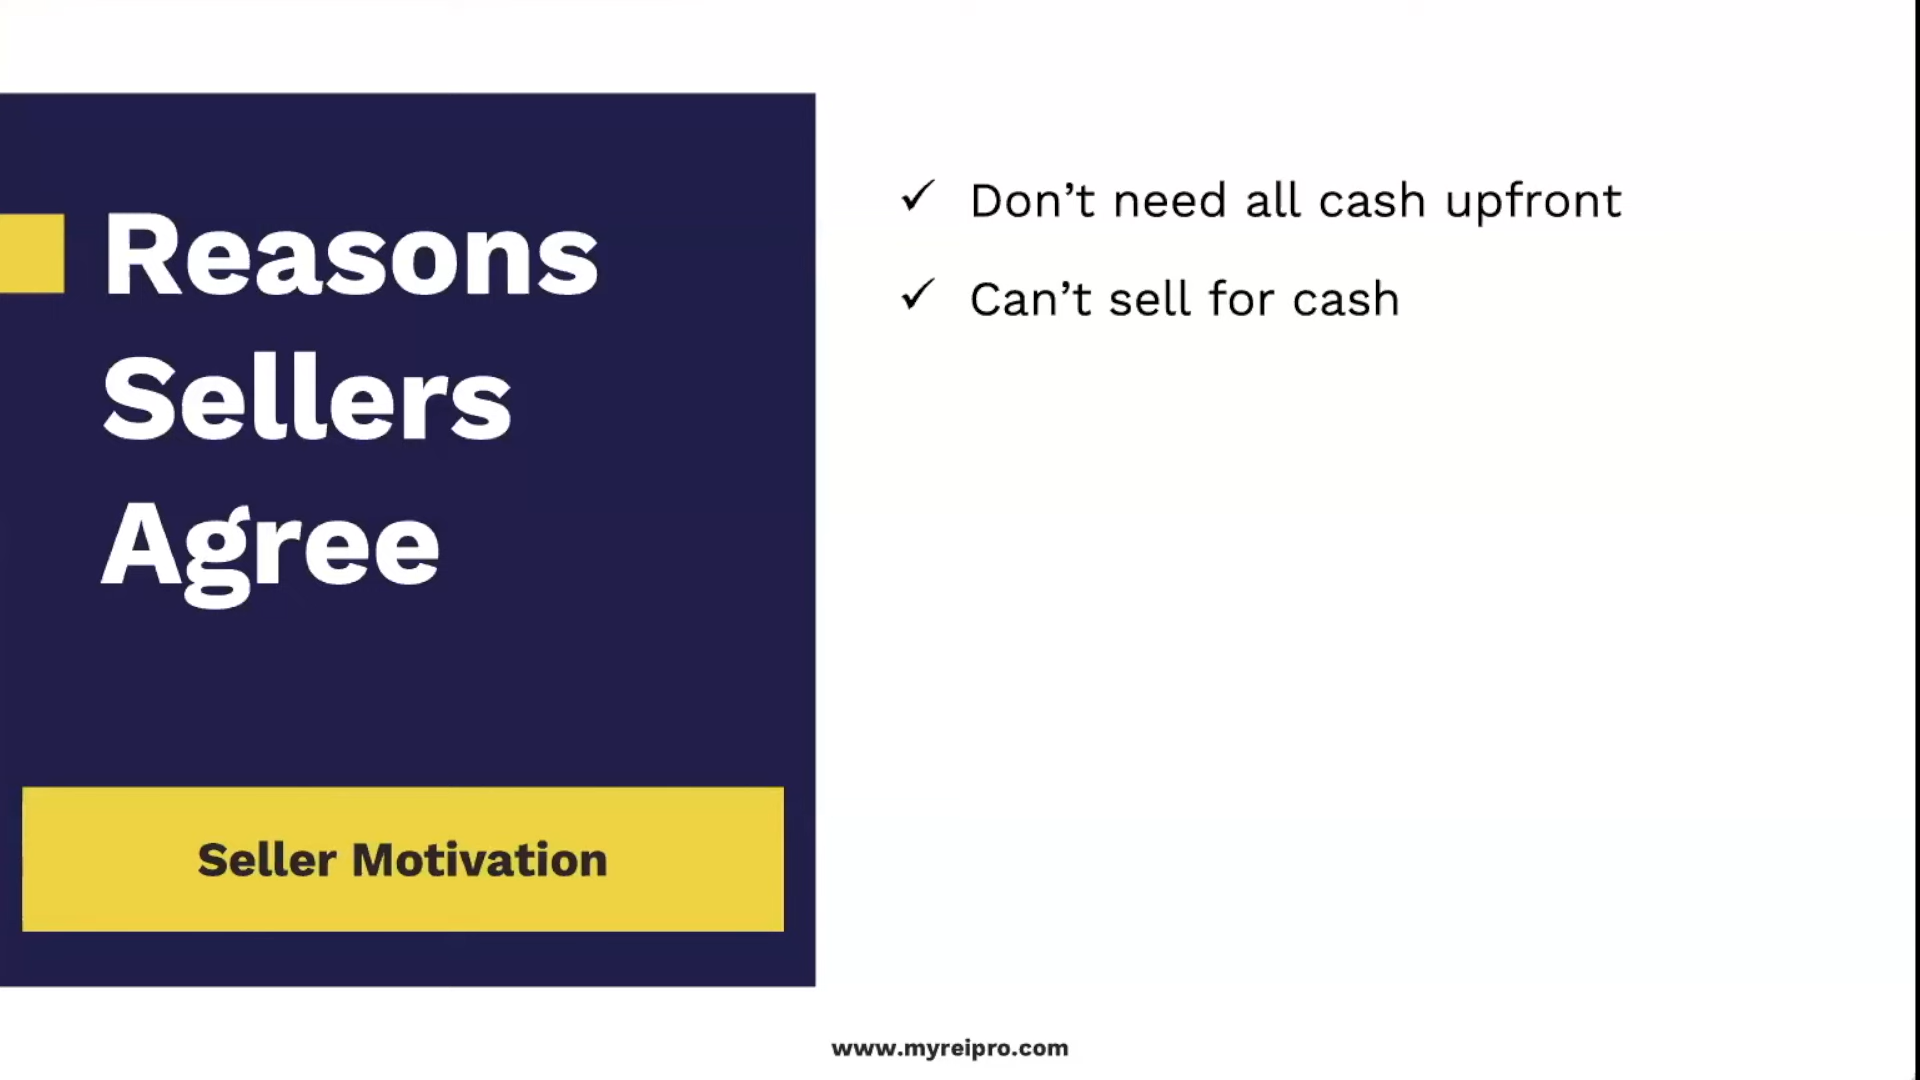 Reasons
Sellers
Agree
Seller Motivation
✓ Don’t need all cash upfront
✓ Can’t sell for cash
www.myreipro.com